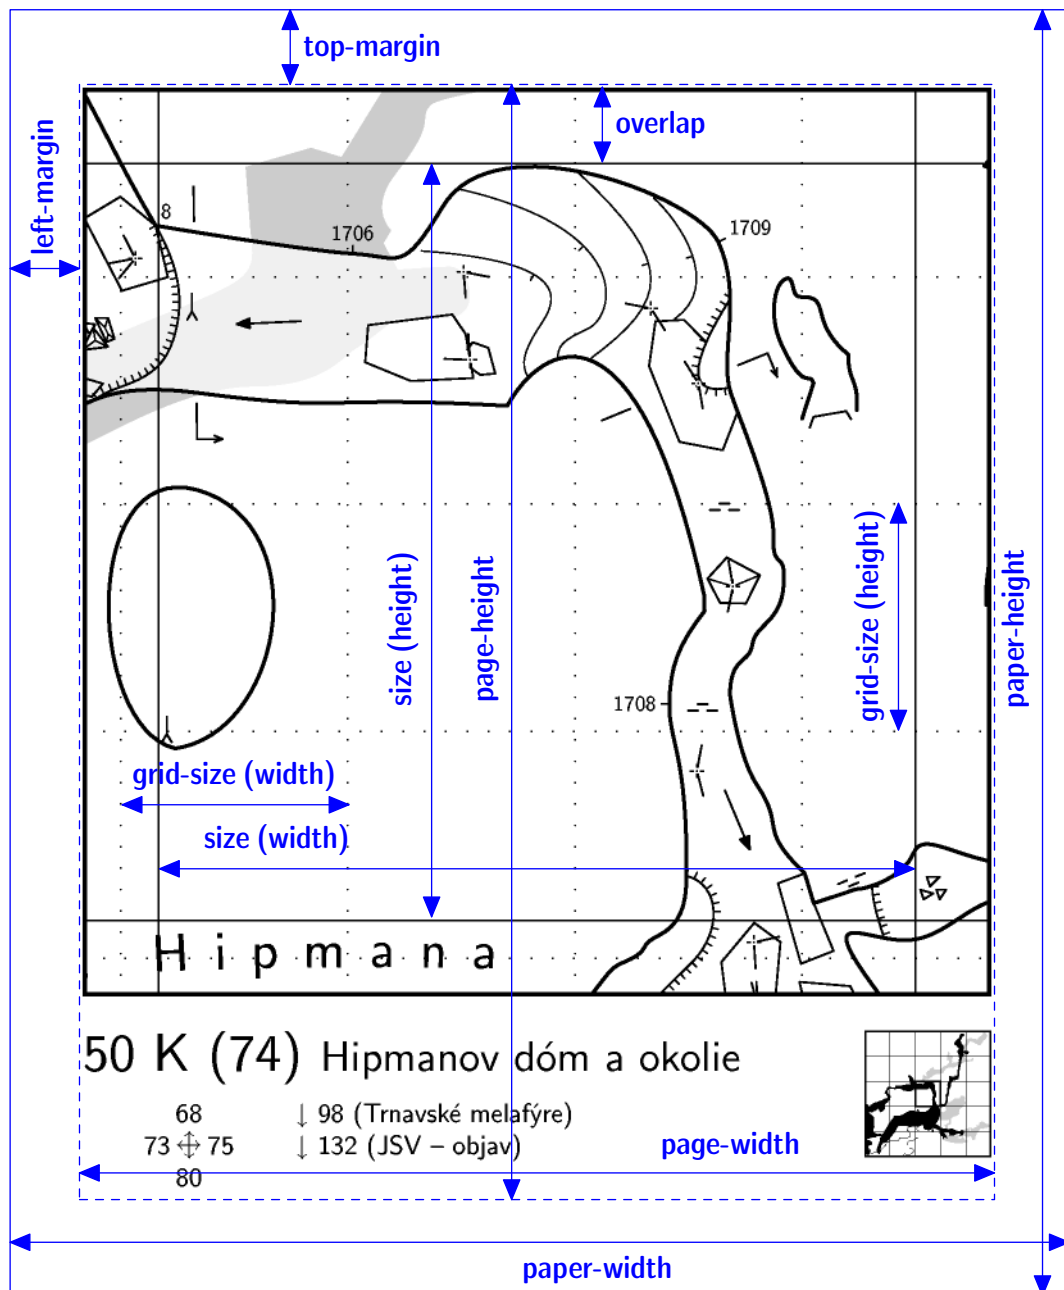 top-margin
overlap
left-margin
8
1706
1709
size (height)
page-height
grid-size (height)
paper-height
1708
grid-size (width)
size (width)
Hipmana
50 K (74) Hipmanov dóm a okolie
68
↓ 98 (Trnavské melafýre)
73 75
↓ 132 (JSV – objav)
80
page-width
paper-width